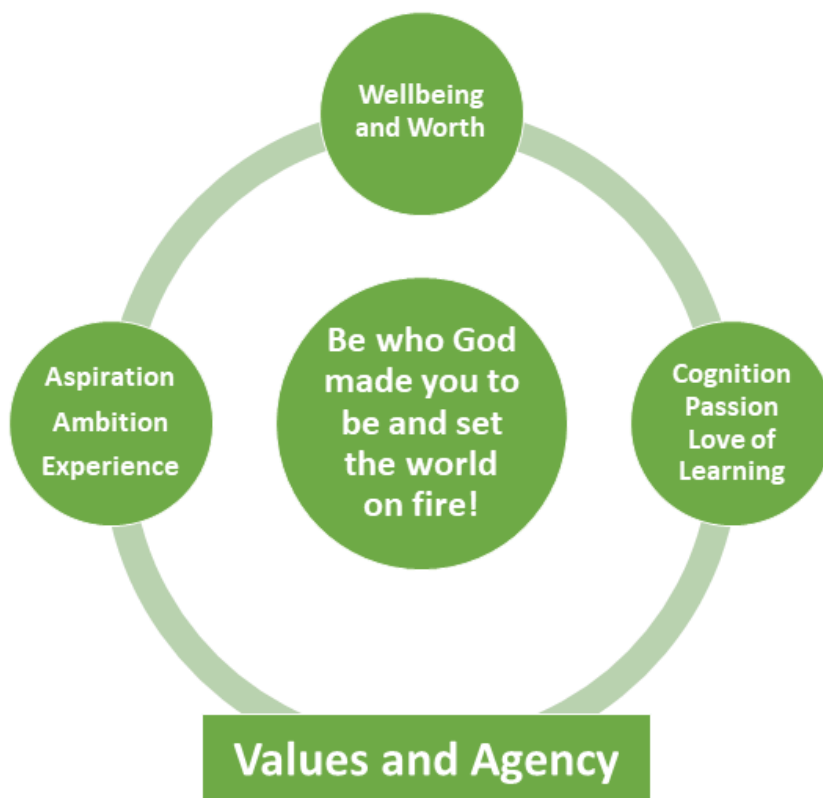 Wellbeing
and Worth
Be who God
made you to
be and set
the world
on fire!
Aspiration
Ambition
Experience
Cognition
Passion
Love of
Learning
Values and Agency